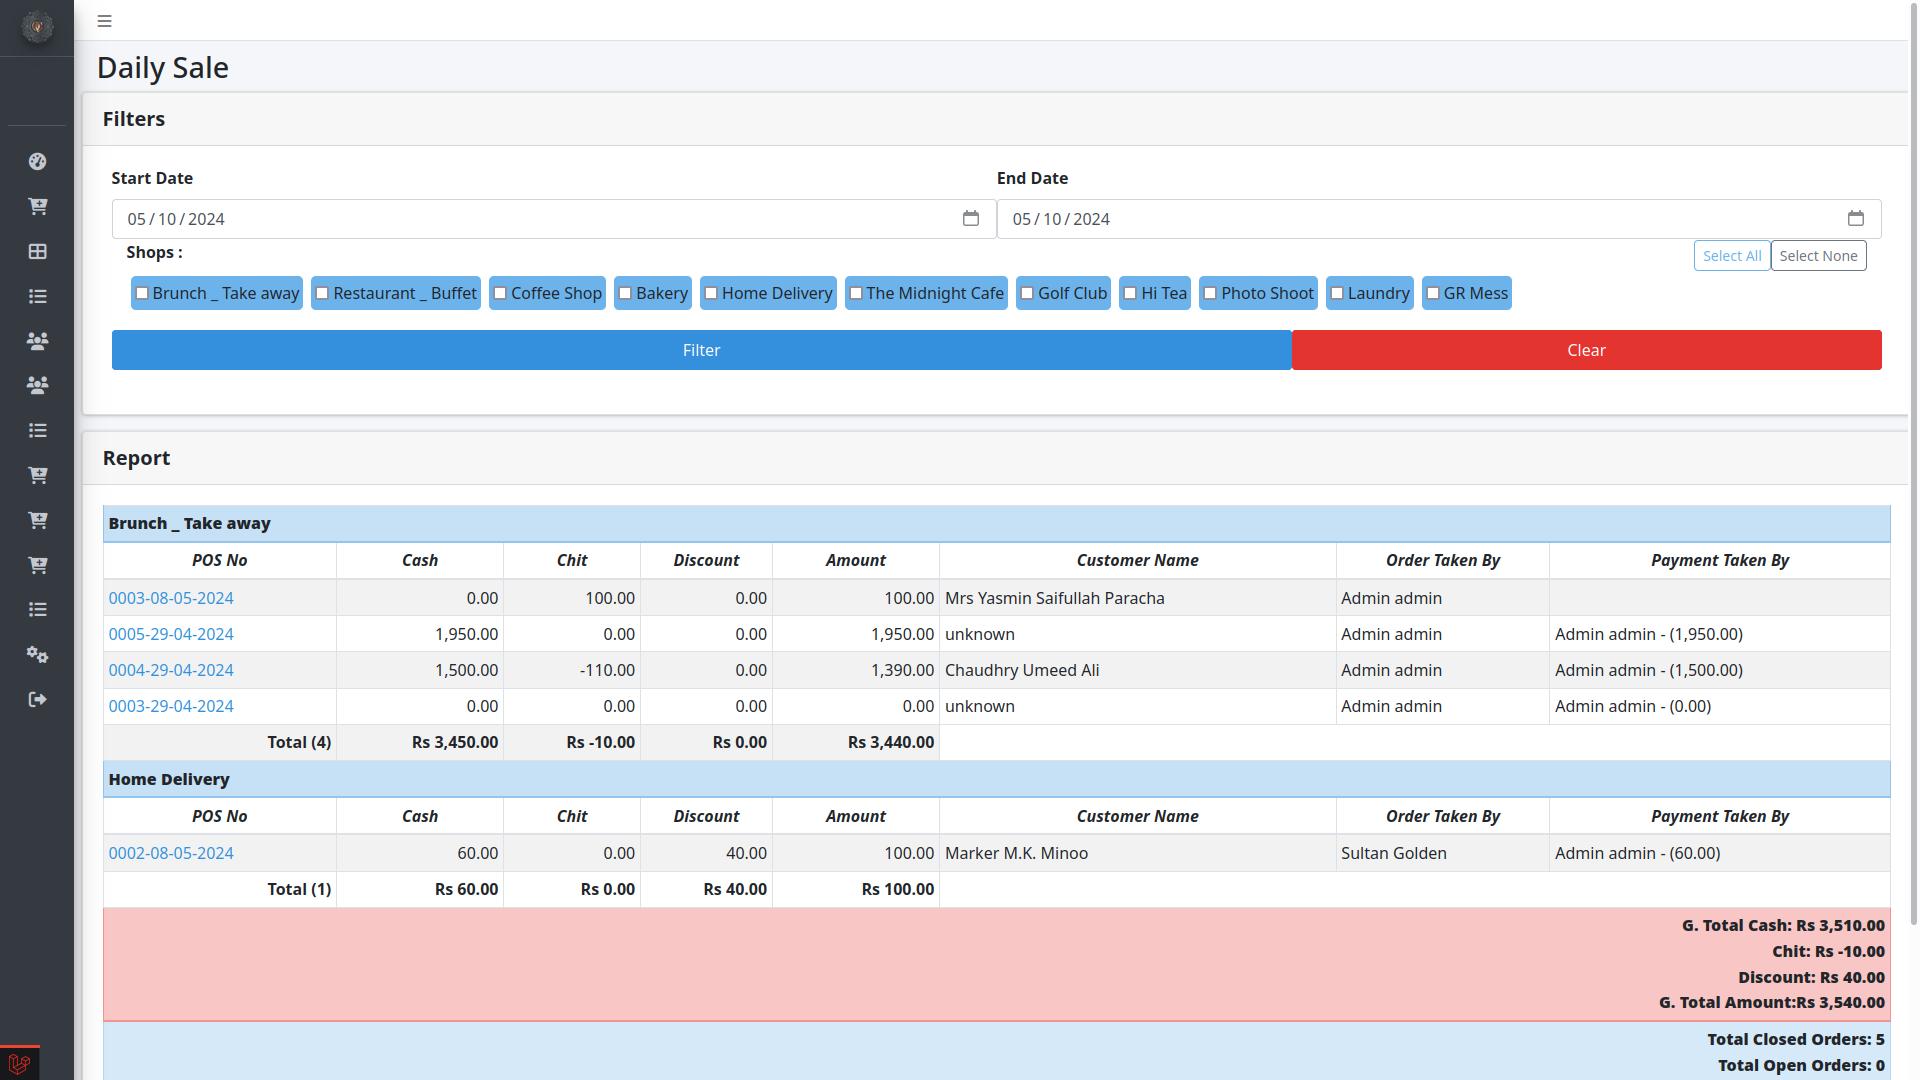 Daily Sale
Filters
Start Date
End Date
05/10/2024
05/10/2024
Shops :
Select All
Select None
Brunch _ Take away
Restaurant _ Buffet
Coffee Shop
Bakery
Home Delivery
The Midnight Cafe
Golf Club
Hi Tea
Photo Shoot
Laundry
GR Mess
Filter
Clear
Report
Brunch _ Take away
POS No Cash Chit Discount Amount Customer Name Order Taken By Payment Taken By
0003-08-05-2024 0.00 100.00 0.00 100.00 Mrs Yasmin Saifullah Paracha Admin admin
0005-29-04-2024 1,950.00 0.00 0.00 1,950.00 unknown Admin admin Admin admin - (1,950.00)
0004-29-04-2024 1,500.00 -110.00 0.00 1,390.00 Chaudhry Umeed Ali Admin admin Admin admin - (1,500.00)
0003-29-04-2024 0.00 0.00 0.00 0.00 unknown Admin admin Admin admin - (0.00)
Total (4) Rs 3,450.00 Rs -10.00 Rs 0.00 Rs 3,440.00
Home Delivery
POS No Cash Chit Discount Amount Customer Name Order Taken By Payment Taken By
0002-08-05-2024 60.00 0.00 40.00 100.00 Marker M.K. Minoo Sultan Golden Admin admin - (60.00)
Total (1) Rs 60.00 Rs 0.00 Rs 40.00 Rs 100.00
G. Total Cash: Rs 3,510.00
Chit: Rs -10.00
Discount: Rs 40.00
G. Total Amount:Rs 3,540.00
Total Closed Orders: 5
Total Open Orders: 0